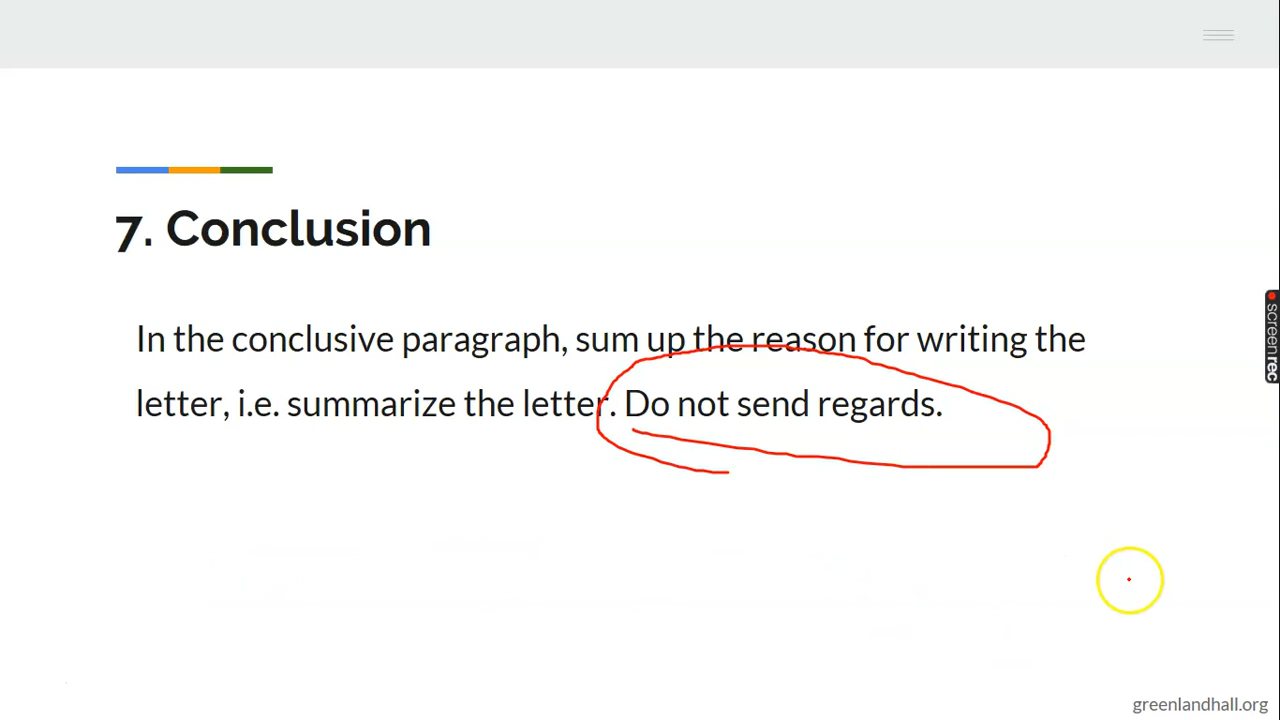 7. Conclusion
In the conclusive paragraph, sum up the reason for writing the
letter, i.e. summarize the letter. Do not send regards.
screenrec
greenlandhall.org